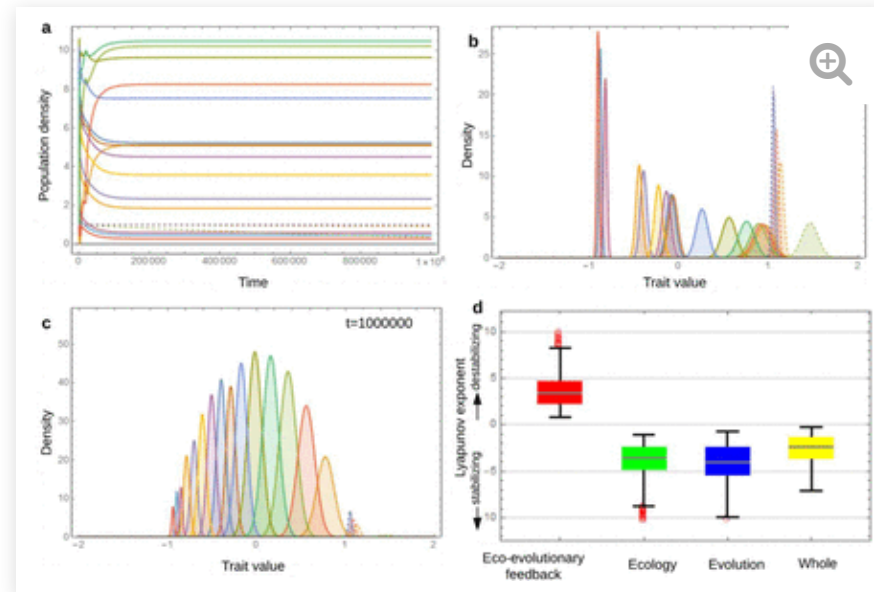 a
Population density
10
8
6
4
2
0
0
200000
400000
600000
800000
1 × 10⁶
Time
b
Density
25
20
15
10
5
0
−2
−1
0
1
2
Trait value
c
t=1000000
Density
50
40
30
20
10
0
−2
−1
0
1
2
Trait value
d
Lyapunov exponent
destabilizing
stabilizing
10
5
0
−5
10
Eco-evolutionary
feedback
Ecology
Evolution
Whole